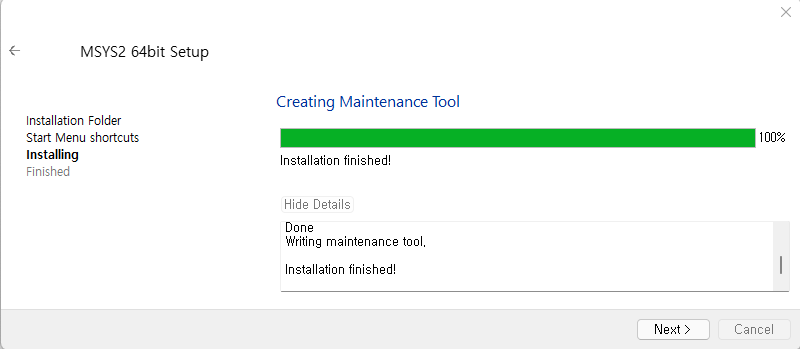 MSYS2 64bit Setup
Installation Folder
Start Menu shortcuts
Installing
Finished
Creating Maintenance Tool
100%
Installation finished!
Hide Details
Done
Writing maintenance tool.
Installation finished!
Next >
Cancel